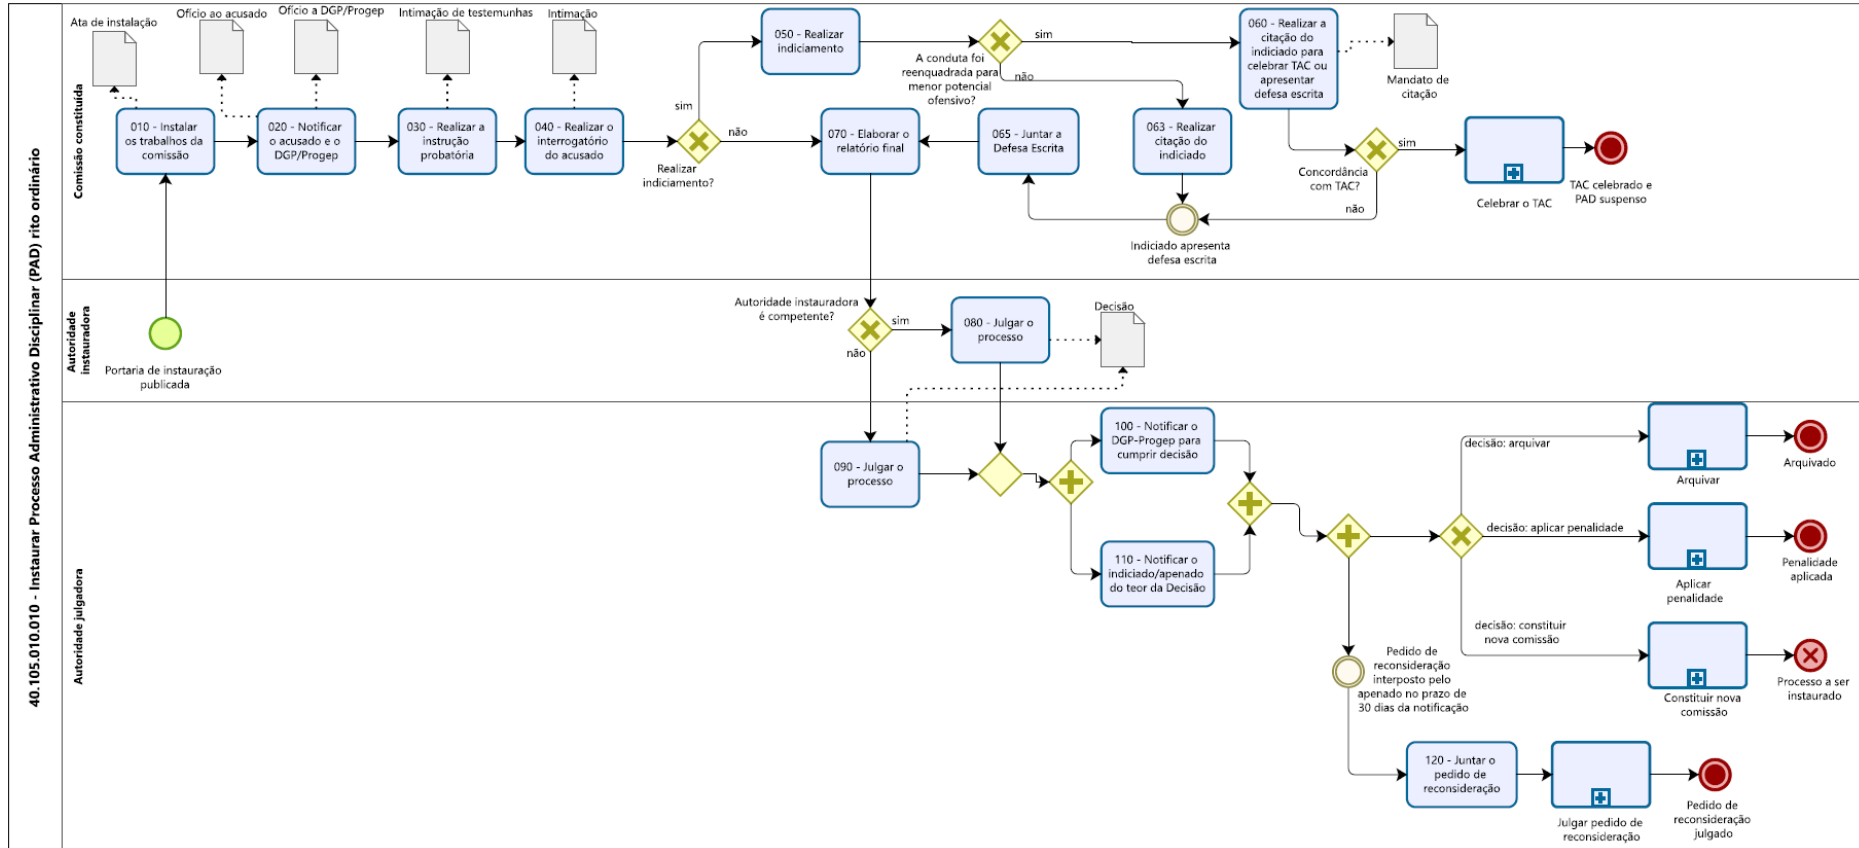 40.105.010.010 - Instaurar Processo Administrativo Disciplinar (PAD) rito ordinário
Comissão constituída
Ata de instalação
Ofício ao acusado
Ofício a DGP/Progep
Intimação de testemunhas
Intimação
010 - Instalar
os trabalhos da
comissão
020 - Notificar
o acusado e o
DGP/Progep
030 - Realizar a
instrução
probatória
040 - Realizar o
interrogatório
do acusado
Realizar
indiciamento?
sim
não
050 - Realizar
indiciamento
A conduta foi
reenquadrada para
menor potencial
ofensivo?
sim
não
060 - Realizar a
citação do
indiciado para
celebrar TAC ou
apresentar
defesa escrita
Mandato de
citação
070 - Elaborar o
relatório final
065 - Juntar a
Defesa Escrita
063 - Realizar
citação do
indiciado
Indiciado apresenta
defesa escrita
Concordância
com TAC?
sim
não
Celebrar o TAC
TAC celebrado e
PAD suspenso
Autoridade
instauradora
Portaria de instauração
publicada
Autoridade instauradora
é competente?
sim
não
080 - Julgar o
processo
Decisão
Autoridade julgadora
090 - Julgar o
processo
100 - Notificar o
DGP-Progep para
cumprir decisão
110 - Notificar o
indiciado/apenado
do teor da Decisão
decisão: arquivar
Arquivar
Arquivado
decisão: aplicar penalidade
Aplicar
penalidade
Penalidade
aplicada
decisão: constituir
nova comissão
Constituir nova
comissão
Processo a ser
instaurado
Pedido de
reconsideração
interposto pelo
apenado no prazo de
30 dias da notificação
120 - Juntar o
pedido de
reconsideração
Julgar pedido de
reconsideração
Pedido de
reconsideração
julgado